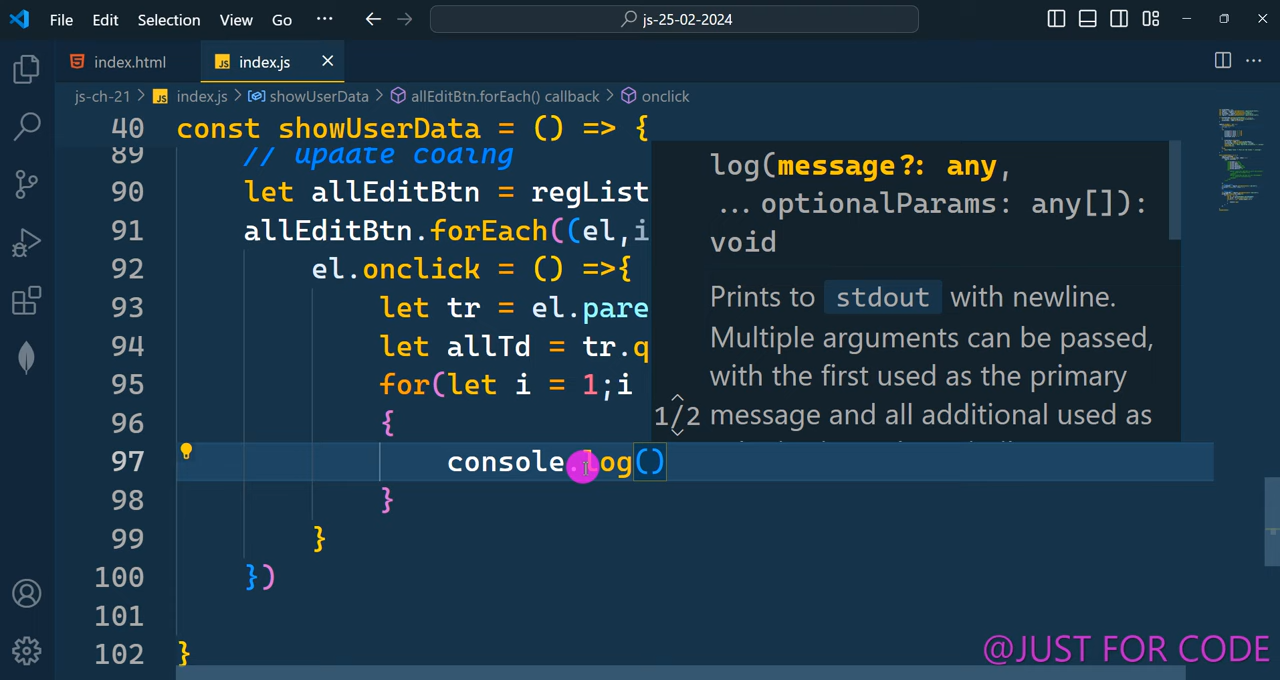 File Edit Selection View Go ··· js-25-02-2024
index.html index.js
js-ch-21 > index.js > showUserData > allEditBtn.forEach() callback > onclick
40 const showUserData = () => {
89 // update coding
90 let allEditBtn = regList
91 allEditBtn.forEach((el,i
92 el.onclick = () =>{
93 let tr = el.pare
94 let allTd = tr.q
95 for(let i = 1;i
96 {
97 console.log()
98 }
99 }
100 })
101
102 }
log(message?: any,
...optionalParams: any[]):
void
Prints to stdout with newline.
Multiple arguments can be passed,
with the first used as the primary
1/2 message and all additional used as
@JUST FOR CODE